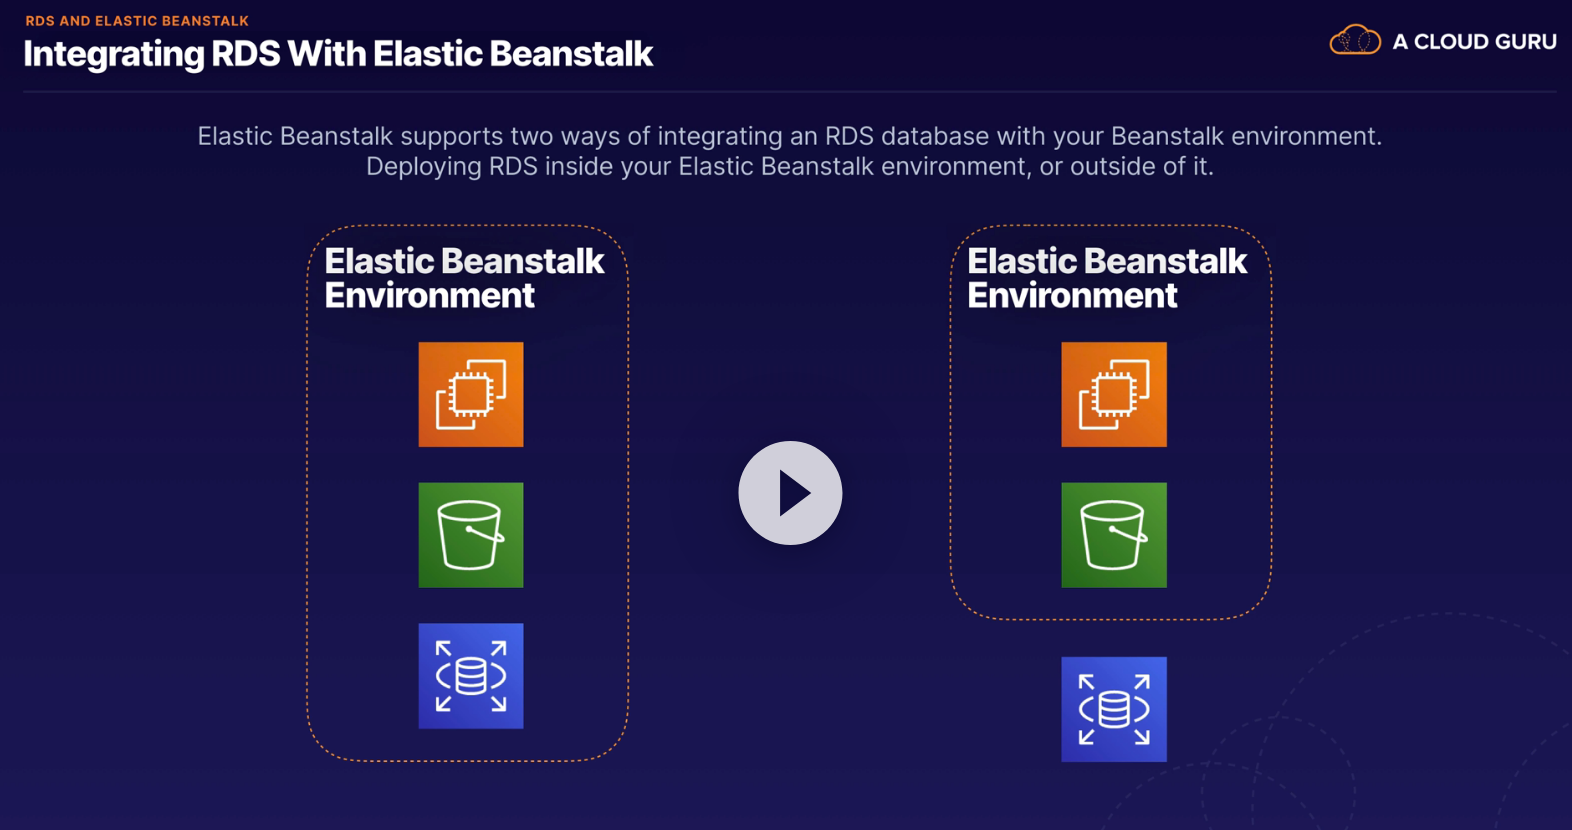 RDS AND ELASTIC BEANSTALK
Integrating RDS With Elastic Beanstalk
A CLOUD GURU
Elastic Beanstalk supports two ways of integrating an RDS database with your Beanstalk environment.
Deploying RDS inside your Elastic Beanstalk environment, or outside of it.
Elastic Beanstalk
Environment
Elastic Beanstalk
Environment